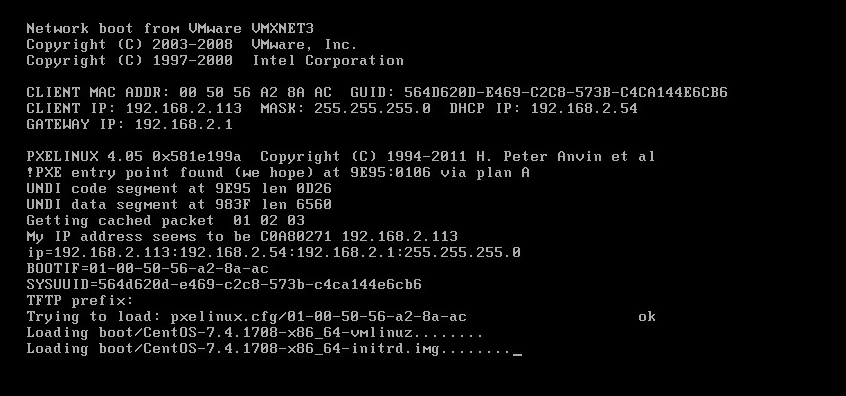 Network boot from VMware VMXNET3
Copyright (C) 2003-2008  VMware, Inc.
Copyright (C) 1997-2000  Intel Corporation
CLIENT MAC ADDR: 00 50 56 A2 8A AC  GUID: 564D620D-E469-C2C8-573B-C4CA144E6CB6
CLIENT IP: 192.168.2.113  MASK: 255.255.255.0  DHCP IP: 192.168.2.54
GATEWAY IP: 192.168.2.1
PXELINUX 4.05 0x581e199a  Copyright (C) 1994-2011 H. Peter Anvin et al
!PXE entry point found (we hope) at 9E95:0106 via plan A
UNDI code segment at 9E95 len 0D26
UNDI data segment at 983F len 6560
Getting cached packet  01 02 03
My IP address seems to be C0A80271 192.168.2.113
ip=192.168.2.113:192.168.2.54:192.168.2.1:255.255.255.0
BOOTIF=01-00-50-56-a2-8a-ac
SYSUUID=564d620d-e469-c2c8-573b-c4ca144e6cb6
TFTP prefix:
Trying to load: pxelinux.cfg/01-00-50-56-a2-8a-ac                   ok
Loading boot/CentOS-7.4.1708-x86_64-vmlinuz........
Loading boot/CentOS-7.4.1708-x86_64-initrd.img........_